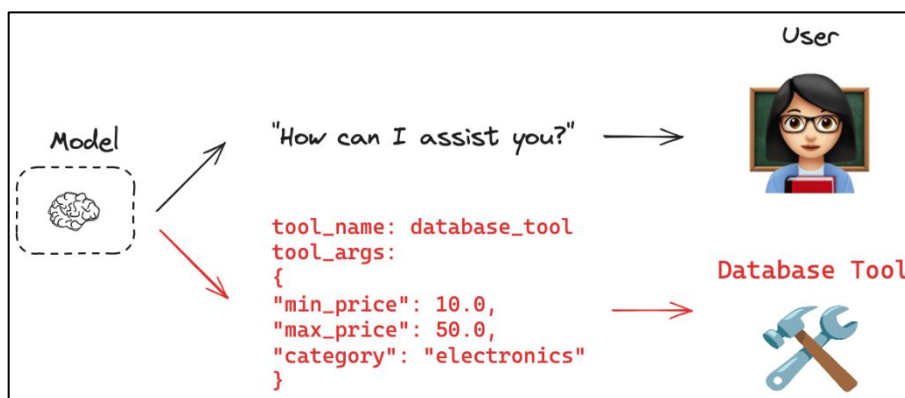 User
Model
"How can I assist you?"
tool_name: database_tool
tool_args:
{
"min_price": 10.0,
"max_price": 50.0,
"category": "electronics"
}
Database Tool